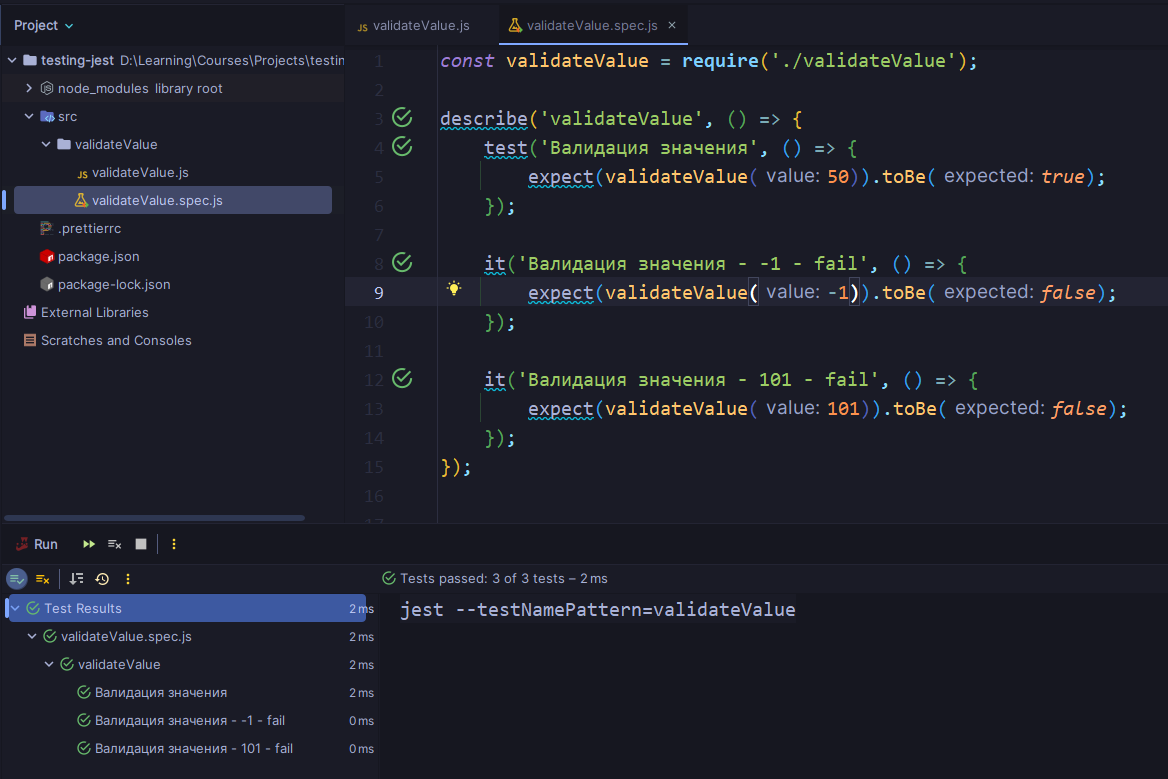 Project
JS validateValue.js
validateValue.spec.js ×
testing-jest D:\Learning\Courses\Projects\testin
node_modules library root
src
validateValue
JS validateValue.js
validateValue.spec.js
.prettierrc
package.json
package-lock.json
External Libraries
Scratches and Consoles
1 const validateValue = require('./validateValue');
2
3 describe('validateValue', () => {
4 test('Валидация значения', () => {
5 expect(validateValue( value: 50)).toBe( expected: true);
6 });
7
8 it('Валидация значения - -1 - fail', () => {
9 expect(validateValue( value: -1)).toBe( expected: false);
10 });
11
12 it('Валидация значения - 101 - fail', () => {
13 expect(validateValue( value: 101)).toBe( expected: false);
14 });
15 });
16
17
Run
Tests passed: 3 of 3 tests – 2 ms
Test Results 2 ms
validateValue.spec.js 2 ms
validateValue 2 ms
Валидация значения 2 ms
Валидация значения - -1 - fail 0 ms
Валидация значения - 101 - fail 0 ms
jest --testNamePattern=validateValue